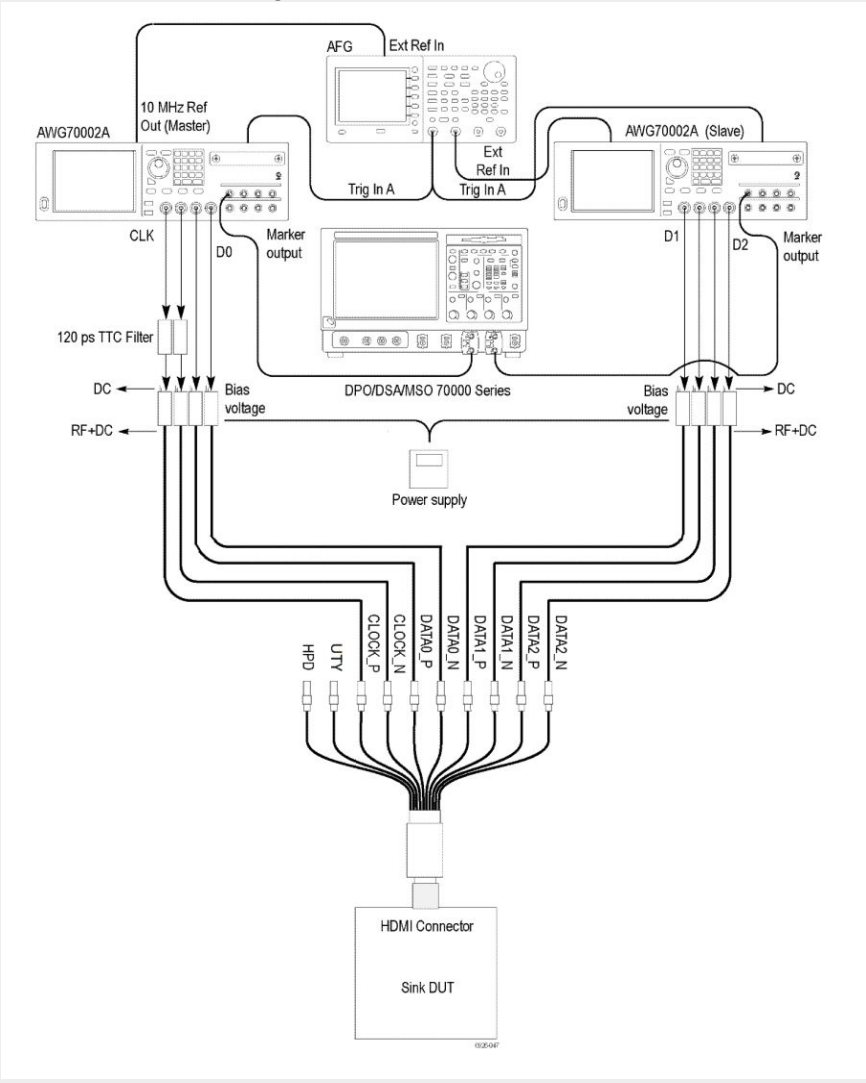 AFG
Ext Ref In
10 MHz Ref
Out (Master)
AWG70002A
AWG70002A (Slave)
Ext
Ref In
Trig In A
Trig In A
CLK
D0
Marker
output
D1
D2
Marker
output
120 ps TTC Filter
DC
Bias
voltage
DPO/DSA/MSO 70000 Series
Bias
voltage
DC
RF+DC
RF+DC
Power supply
HPD
UTY
CLOCK_P
CLOCK_N
DATA0_P
DATA0_N
DATA1_P
DATA1_N
DATA2_P
DATA2_N
HDMI Connector
Sink DUT